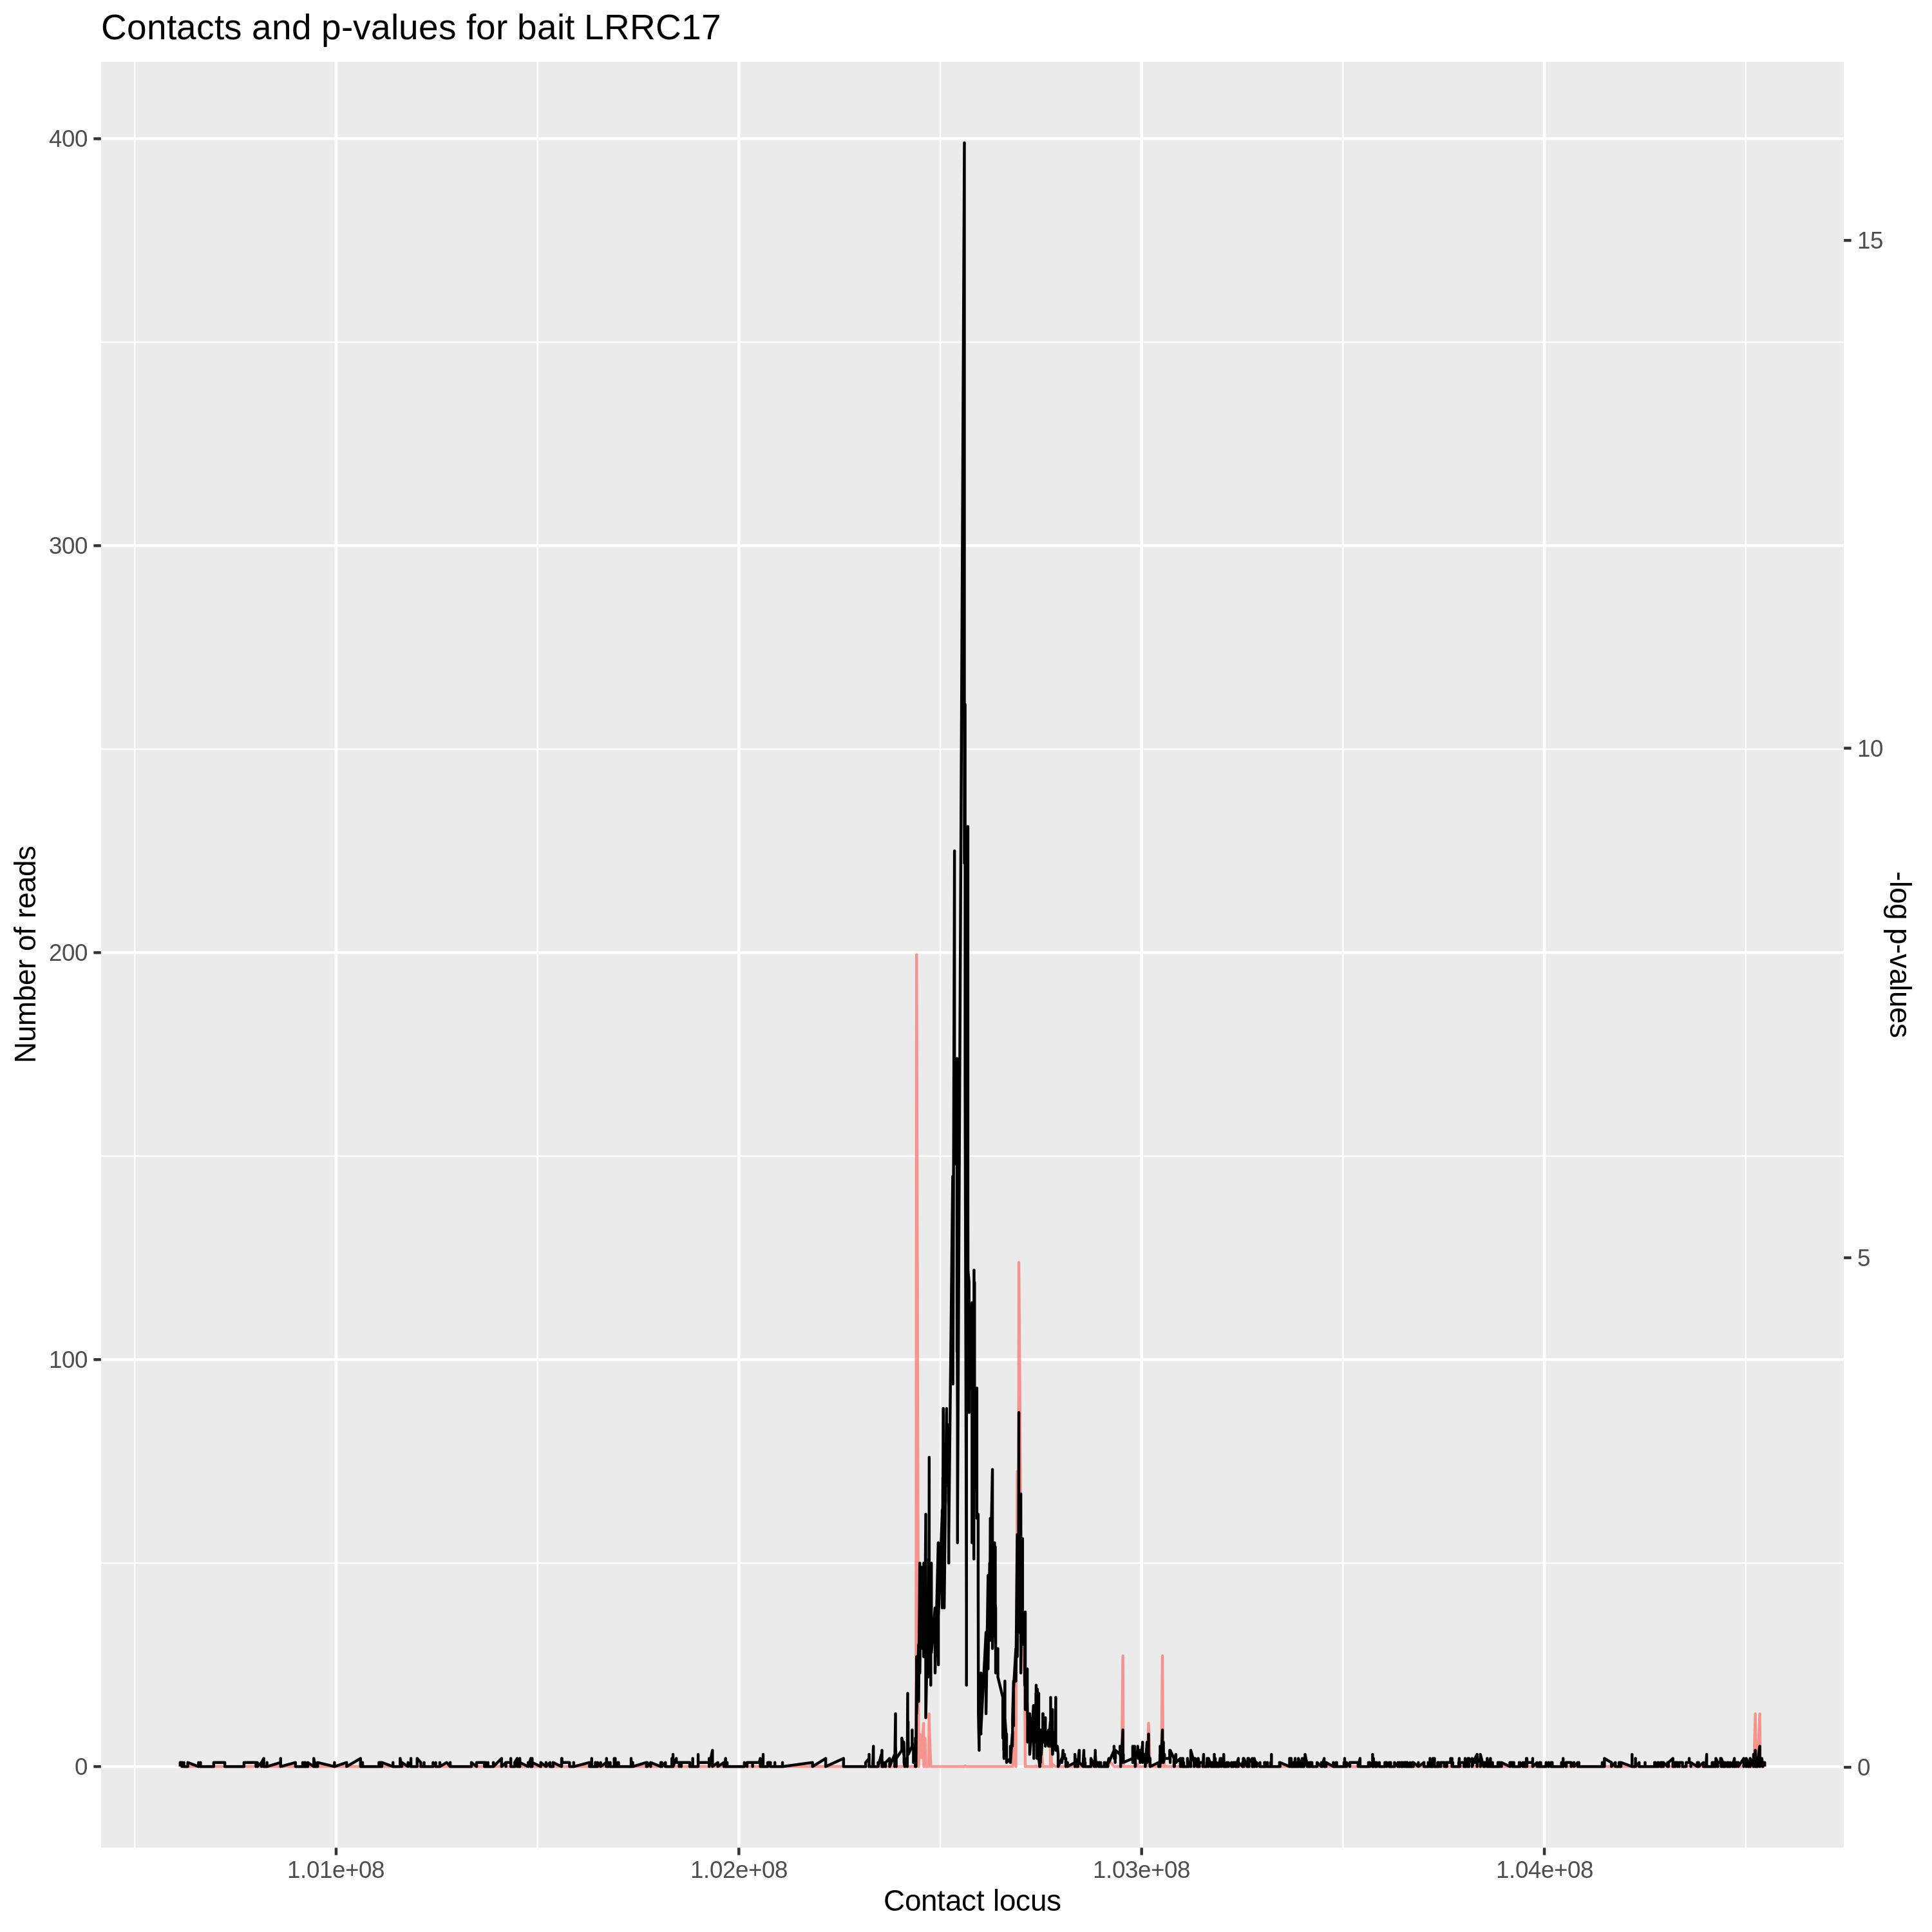 Contacts and p-values for bait LRRC17
400
300
200
100
0
Number of reads
15
10
5
0
-log p-values
1.01e+08
1.02e+08
1.03e+08
1.04e+08
Contact locus